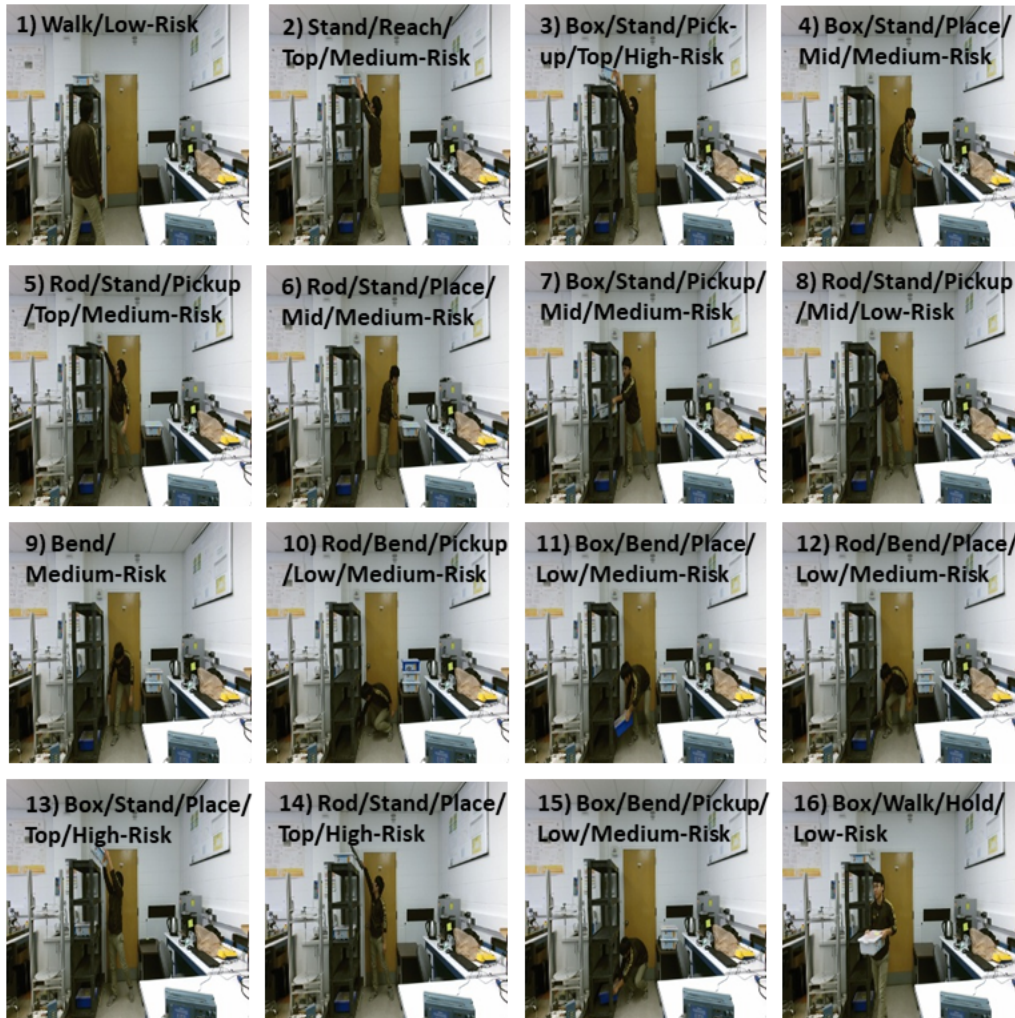 1) Walk/Low-Risk
2) Stand/Reach/
Top/Medium-Risk
3) Box/Stand/Pick-
up/Top/High-Risk
4) Box/Stand/Place/
Mid/Medium-Risk
5) Rod/Stand/Pickup
/Top/Medium-Risk
6) Rod/Stand/Place/
Mid/Medium-Risk
7) Box/Stand/Pickup/
Mid/Medium-Risk
8) Rod/Stand/Pickup
/Mid/Low-Risk
9) Bend/
Medium-Risk
10) Rod/Bend/Pickup
/Low/Medium-Risk
11) Box/Bend/Place/
Low/Medium-Risk
12) Rod/Bend/Place/
Low/Medium-Risk
13) Box/Stand/Place/
Top/High-Risk
14) Rod/Stand/Place/
Top/High-Risk
15) Box/Bend/Pickup/
Low/Medium-Risk
16) Box/Walk/Hold/
Low-Risk